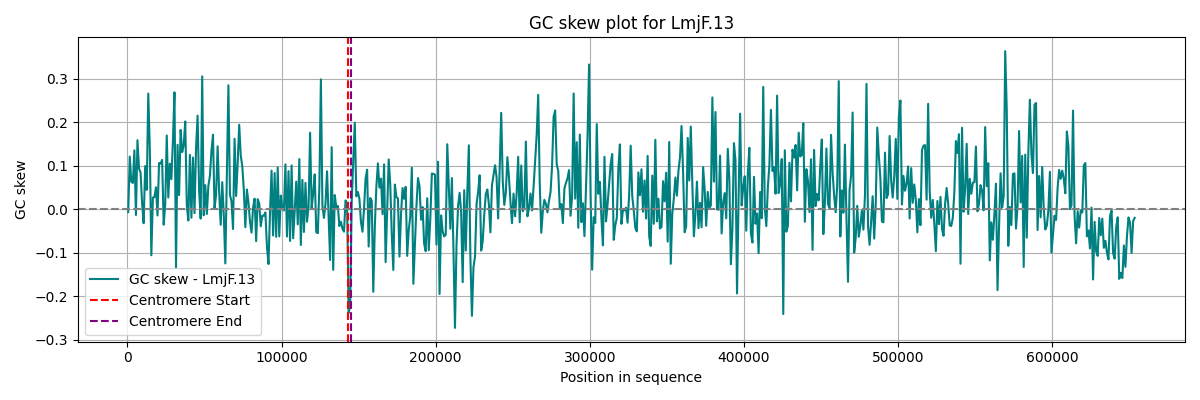 GC skew plot for LmjF.13
GC skew
0.3
0.2
0.1
0.0
−0.1
−0.2
−0.3
GC skew - LmjF.13
Centromere Start
Centromere End
0 100000 200000 300000 400000 500000 600000
Position in sequence